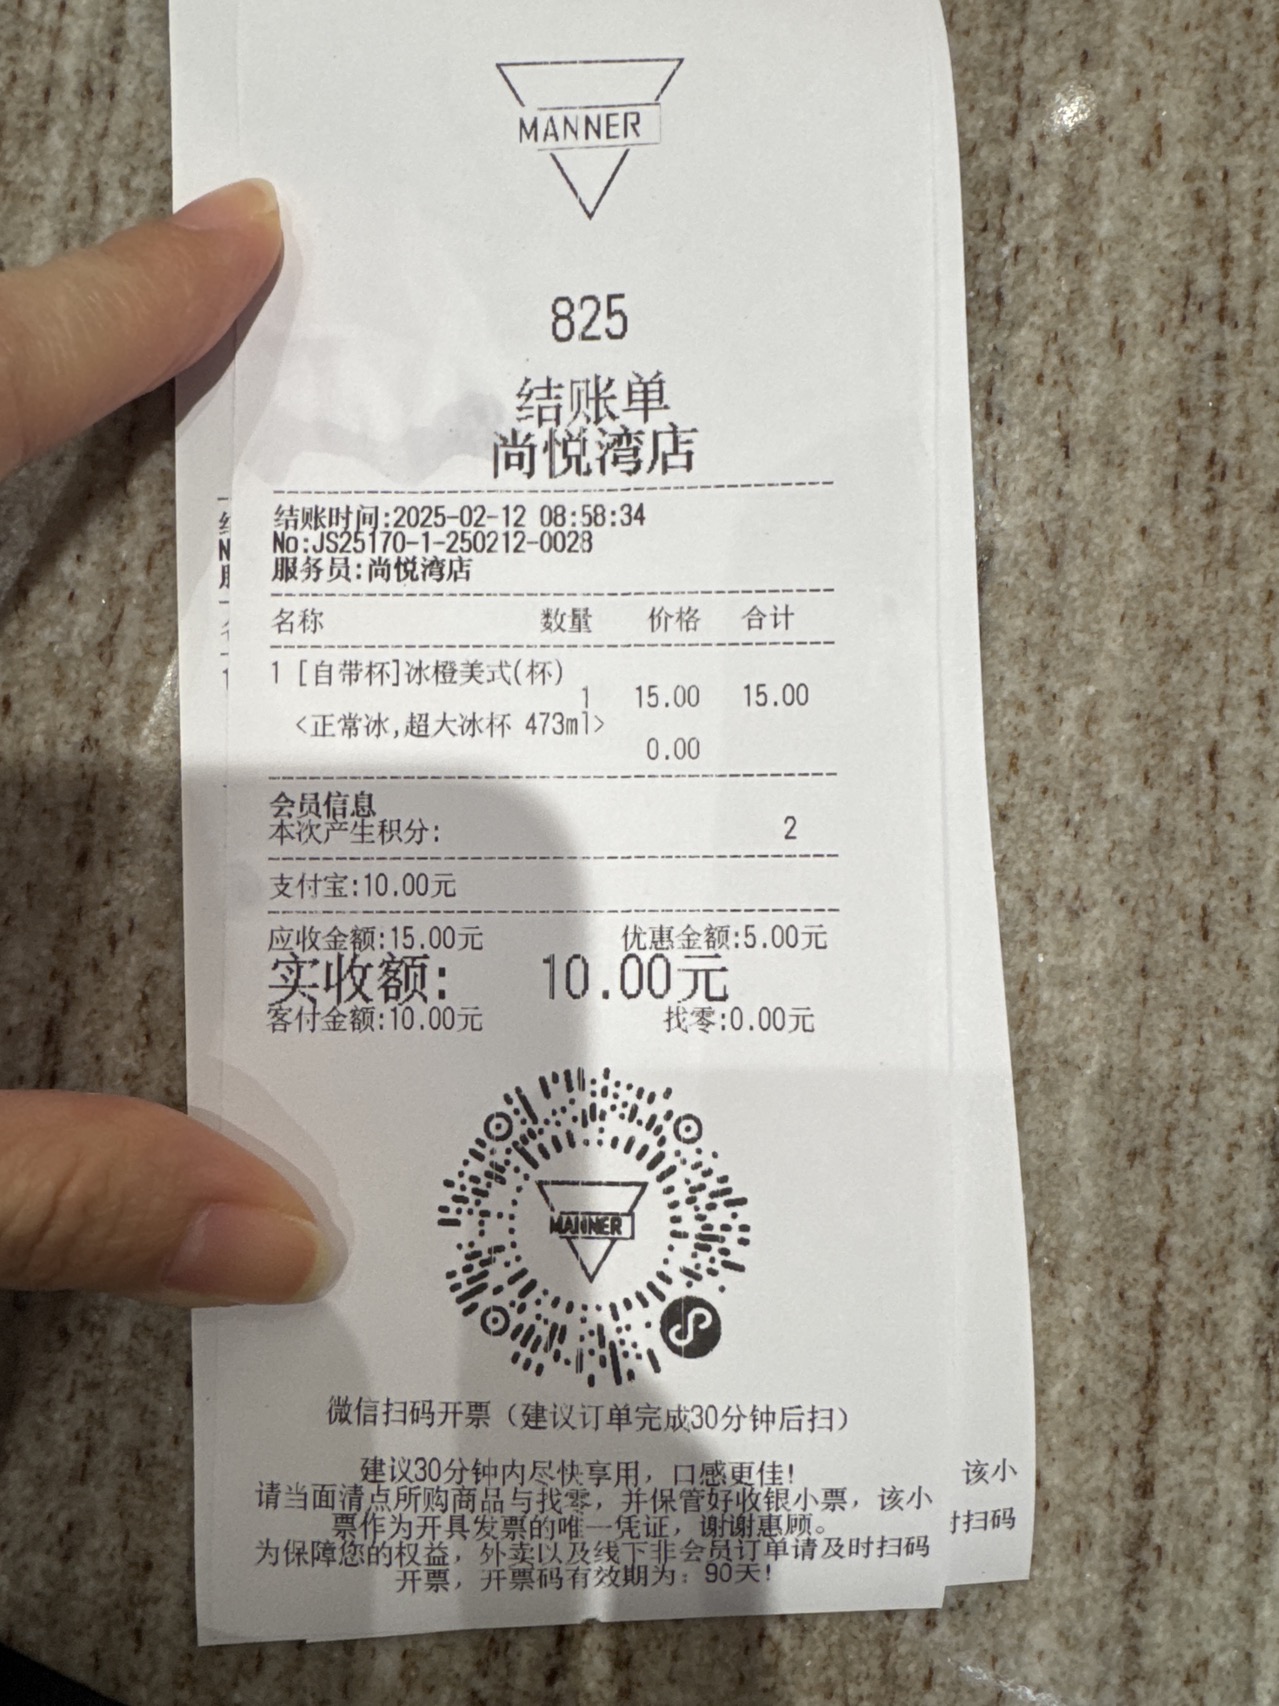 MANNER
825
结账单
尚悦湾店
结账时间:2025-02-12 08:58:34
No:JS25170-1-250212-0028
服务员:尚悦湾店
名称 数量 价格 合计
1 [自带杯]冰橙美式(杯)
1 15.00 15.00
<正常冰,超大冰杯 473ml>
0.00
会员信息
本次产生积分: 2
支付宝:10.00元
应收金额:15.00元 优惠金额:5.00元
实收额: 10.00元
客付金额:10.00元 找零:0.00元
MANNER
微信扫码开票（建议订单完成30分钟后扫）
建议30分钟内尽快享用，口感更佳!
请当面清点所购商品与找零，并保管好收银小票，该小
票作为开具发票的唯一凭证，谢谢惠顾。
为保障您的权益，外卖以及线下非会员订单请及时扫码
开票，开票码有效期为：90天!
该小
扫码